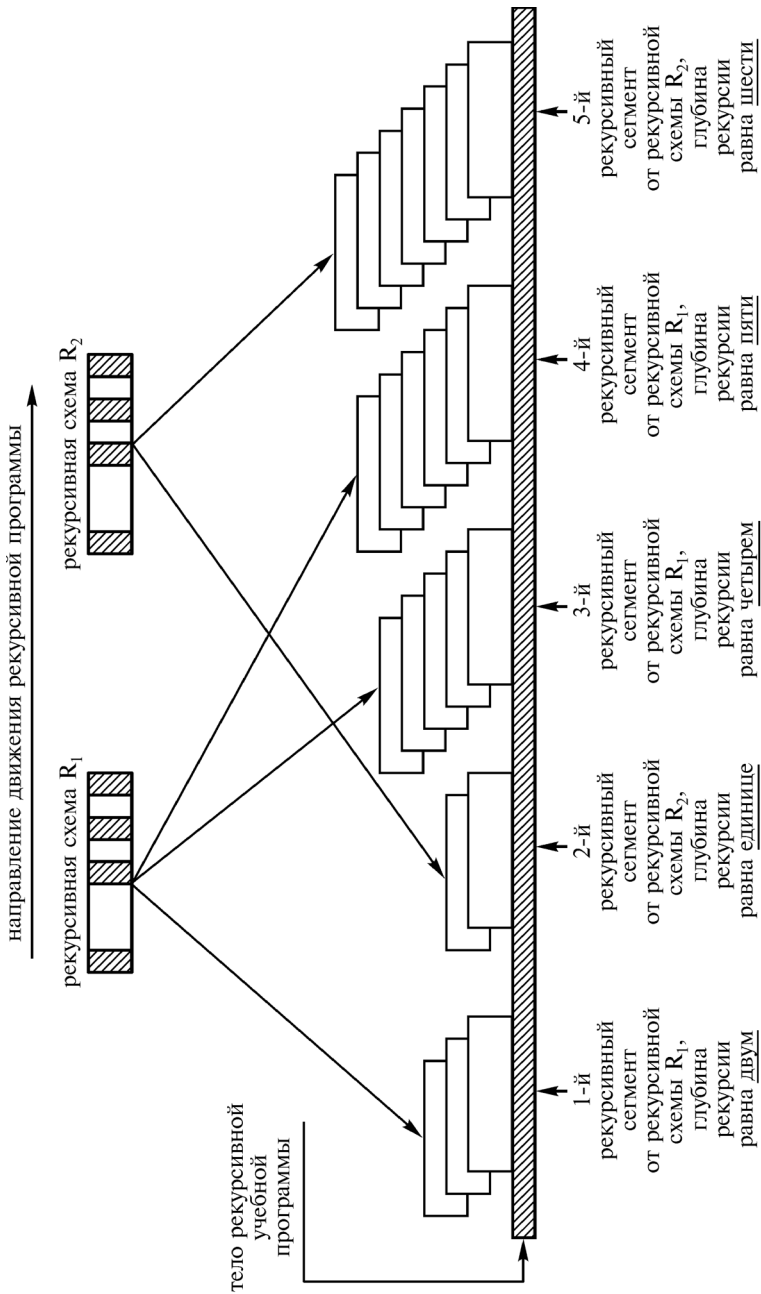 направление движения рекурсивной программы
рекурсивная схема R₁
рекурсивная схема R₂
тело рекурсивной
учебной
программы
1-й
рекурсивный
сегмент
от рекурсивной
схемы R₁,
глубина
рекурсии
равна двум
2-й
рекурсивный
сегмент
от рекурсивной
схемы R₂,
глубина
рекурсии
равна единице
3-й
рекурсивный
сегмент
от рекурсивной
схемы R₁,
глубина
рекурсии
равна четырем
4-й
рекурсивный
сегмент
от рекурсивной
схемы R₁,
глубина
рекурсии
равна пяти
5-й
рекурсивный
сегмент
от рекурсивной
схемы R₂,
глубина
рекурсии
равна шести